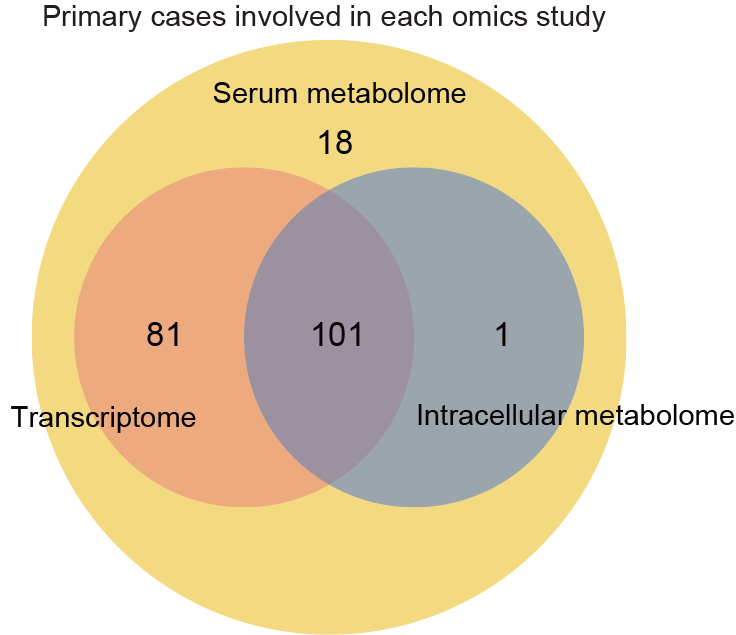 Primary cases involved in each omics study
Serum metabolome
18
81
101
1
Transcriptome
Intracellular metabolome